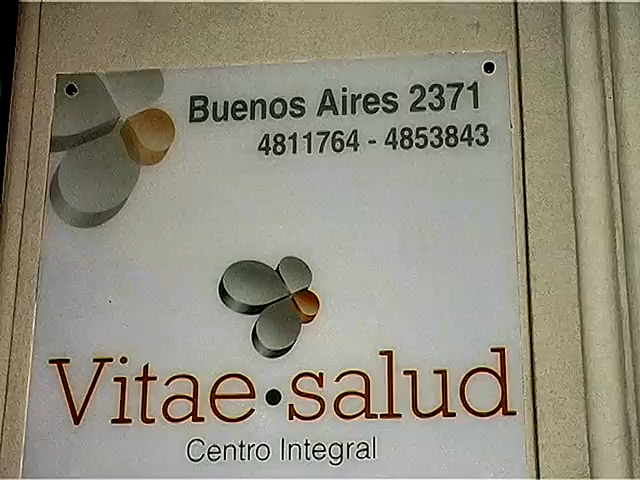 Buenos Aires 2371
4811764 - 4853843
Vitae·salud
Centro Integral